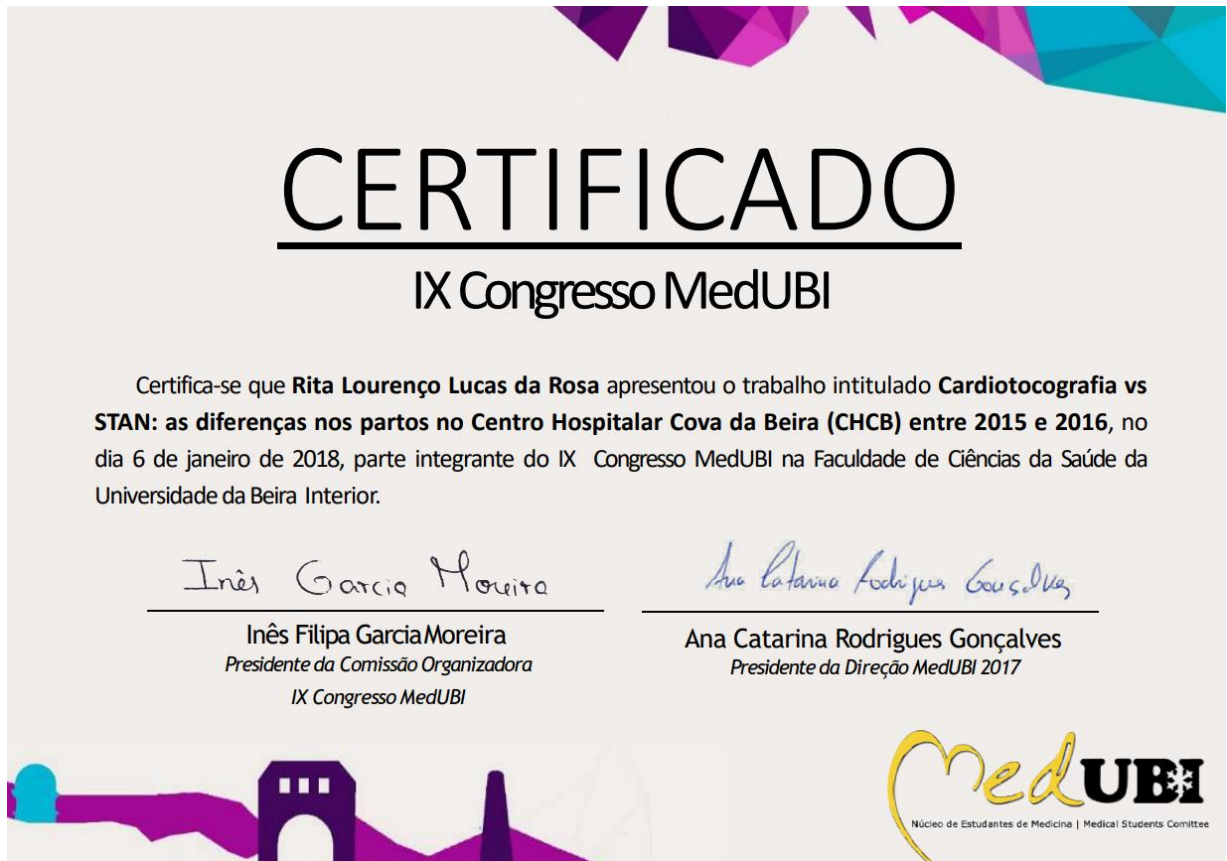 CERTIFICADO
IX Congresso MedUBI
Certifica-se que Rita Lourenço Lucas da Rosa apresentou o trabalho intitulado Cardiotocografia vs
STAN: as diferenças nos partos no Centro Hospitalar Cova da Beira (CHCB) entre 2015 e 2016, no
dia 6 de janeiro de 2018, parte integrante do IX Congresso MedUBI na Faculdade de Ciências da Saúde da
Universidade da Beira Interior.
Inês Garcia Moreira
Ana Catarina Rodrigues Gonçalves
Inês Filipa Garcia Moreira
Presidente da Comissão Organizadora
IX Congresso MedUBI
Ana Catarina Rodrigues Gonçalves
Presidente da Direção MedUBI 2017
MedUBI
Núcleo de Estudantes de Medicina | Medical Students Comittee